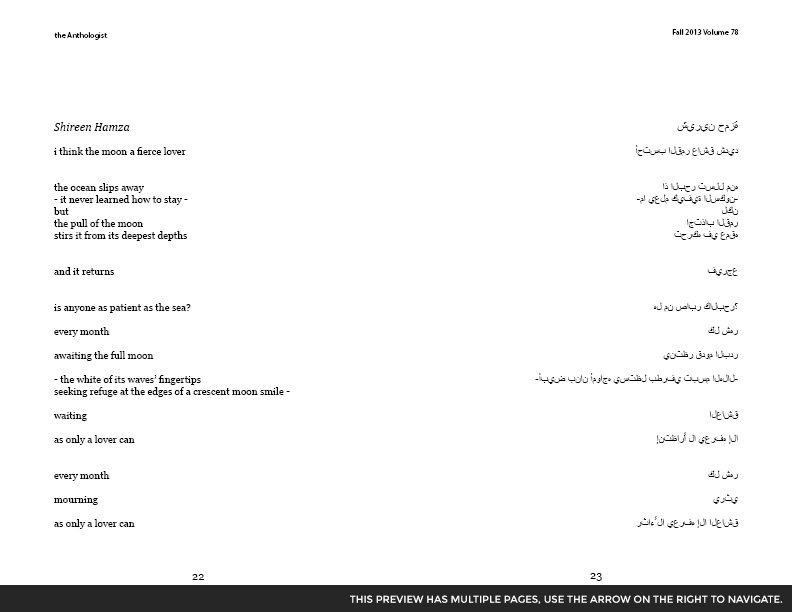 the Anthologist
Fall 2013 Volume 78
Shireen Hamza
i think the moon a fierce lover
the ocean slips away
- it never learned how to stay -
but
the pull of the moon
stirs it from its deepest depths
and it returns
is anyone as patient as the sea?
every month
awaiting the full moon
- the white of its waves’ fingertips
seeking refuge at the edges of a crescent moon smile -
waiting
as only a lover can
every month
mourning
as only a lover can
22
شيرين حمزة
أحتسب القمر عاشق شديد
اذ البحر تسلل منه
-ما يعلم كيفية السكون-
لكن
اجتذاب القمر
تحركه في عمقه
فيرجع
هل من صابر كالبحر؟
كل شهر
ينتظر قدوم البدر
-أبيض بنان أمواجه يستظل بطرفي تبسم الهلال-
العاشق
إنتظارأ لا يعرفه الإ
كل شهر
يرثي
رثاءً لا يعرفه إلا العاشق
23
THIS PREVIEW HAS MULTIPLE PAGES, USE THE ARROW ON THE RIGHT TO NAVIGATE.